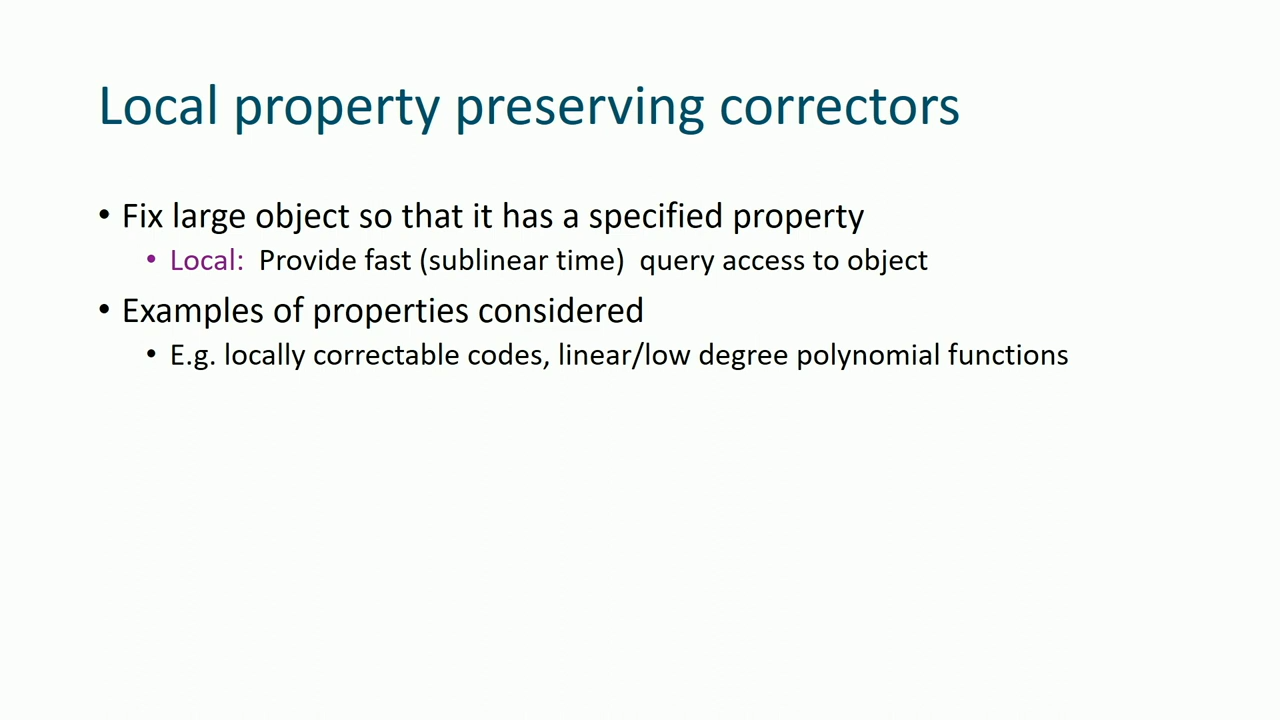 Local property preserving correctors
• Fix large object so that it has a specified property
• Local: Provide fast (sublinear time) query access to object
• Examples of properties considered
• E.g. locally correctable codes, linear/low degree polynomial functions